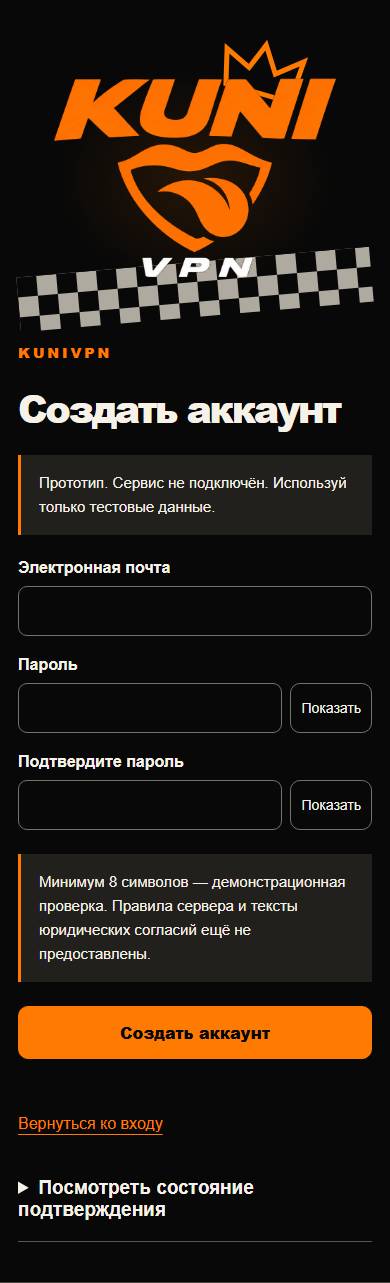 KUNI
VPN
KUNIVPN
Создать аккаунт
Прототип. Сервис не подключён. Используй
только тестовые данные.
Электронная почта
Пароль
Показать
Подтвердите пароль
Показать
Минимум 8 символов — демонстрационная
проверка. Правила сервера и тексты
юридических согласий ещё не
предоставлены.
Создать аккаунт
Вернуться ко входу
Посмотреть состояние
подтверждения